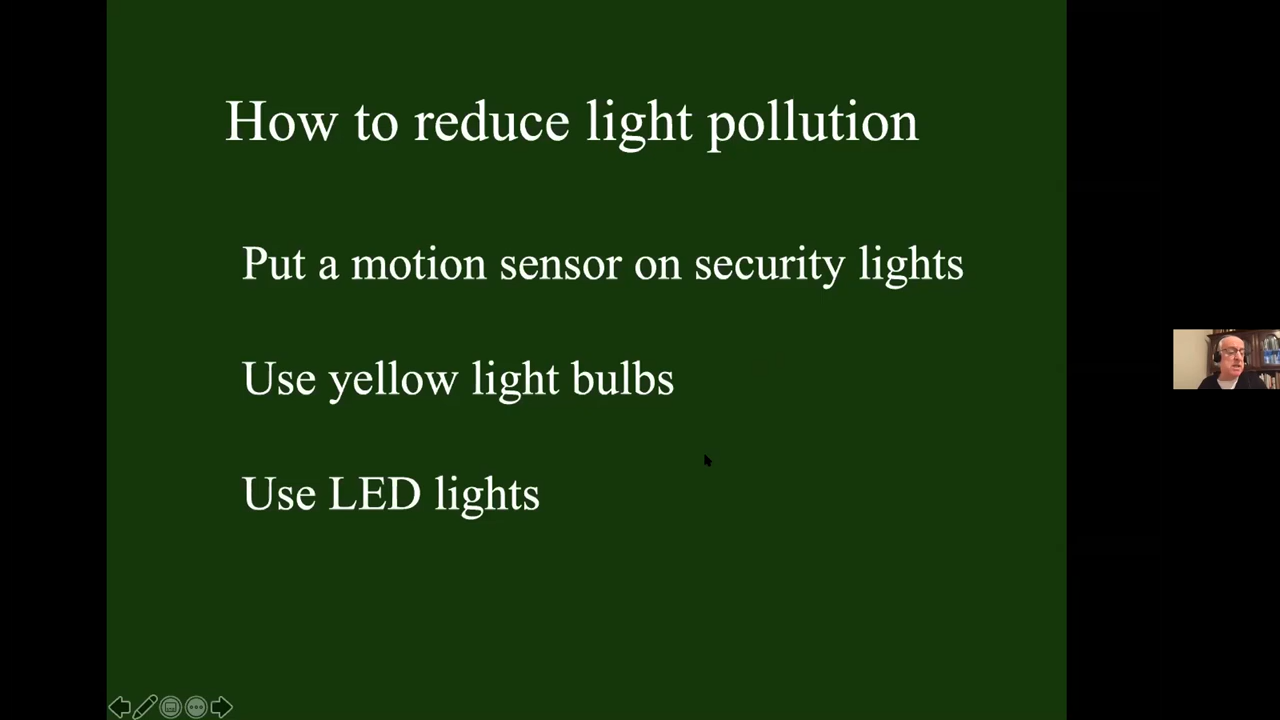 How to reduce light pollution
Put a motion sensor on security lights
Use yellow light bulbs
Use LED lights